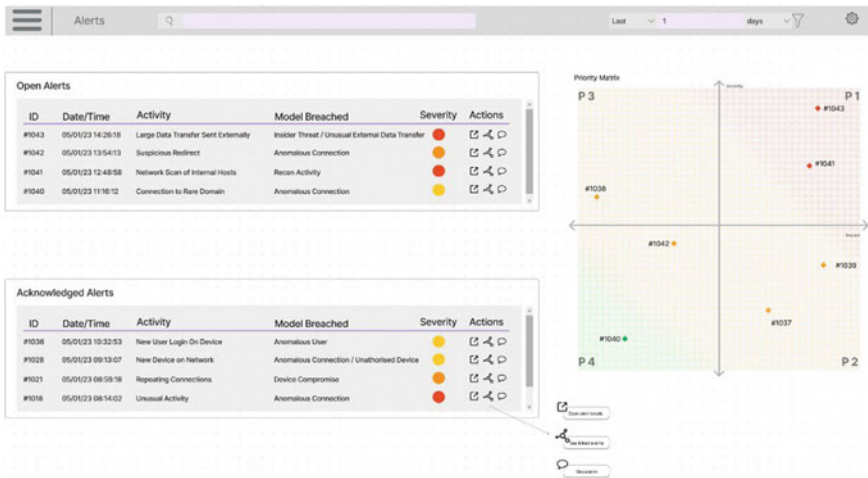 Alerts
Last 1 days
Open Alerts
ID Date/Time Activity Model Breached Severity Actions
#1043 05/01/23 14:26:18 Large Data Transfer Sent Externally Insider Threat / Unusual External Data Transfer
#1042 05/01/23 13:54:13 Suspicious Redirect Anomalous Connection
#1041 05/01/23 12:48:58 Network Scan of Internal Hosts Recon Activity
#1040 05/01/23 11:16:12 Connection to Rare Domain Anomalous Connection
Acknowledged Alerts
ID Date/Time Activity Model Breached Severity Actions
#1036 05/01/23 10:32:53 New User Login On Device Anomalous User
#1028 05/01/23 09:13:07 New Device on Network Anomalous Connection / Unathorised Device
#1021 05/01/23 08:59:18 Repeating Connections Device Compromise
#1018 05/01/23 08:14:02 Unusual Activity Anomalous Connection
Priority Matrix
P 3
P 1
#1043
#1041
#1038
#1042
#1039
#1037
#1040
P 4
P 2